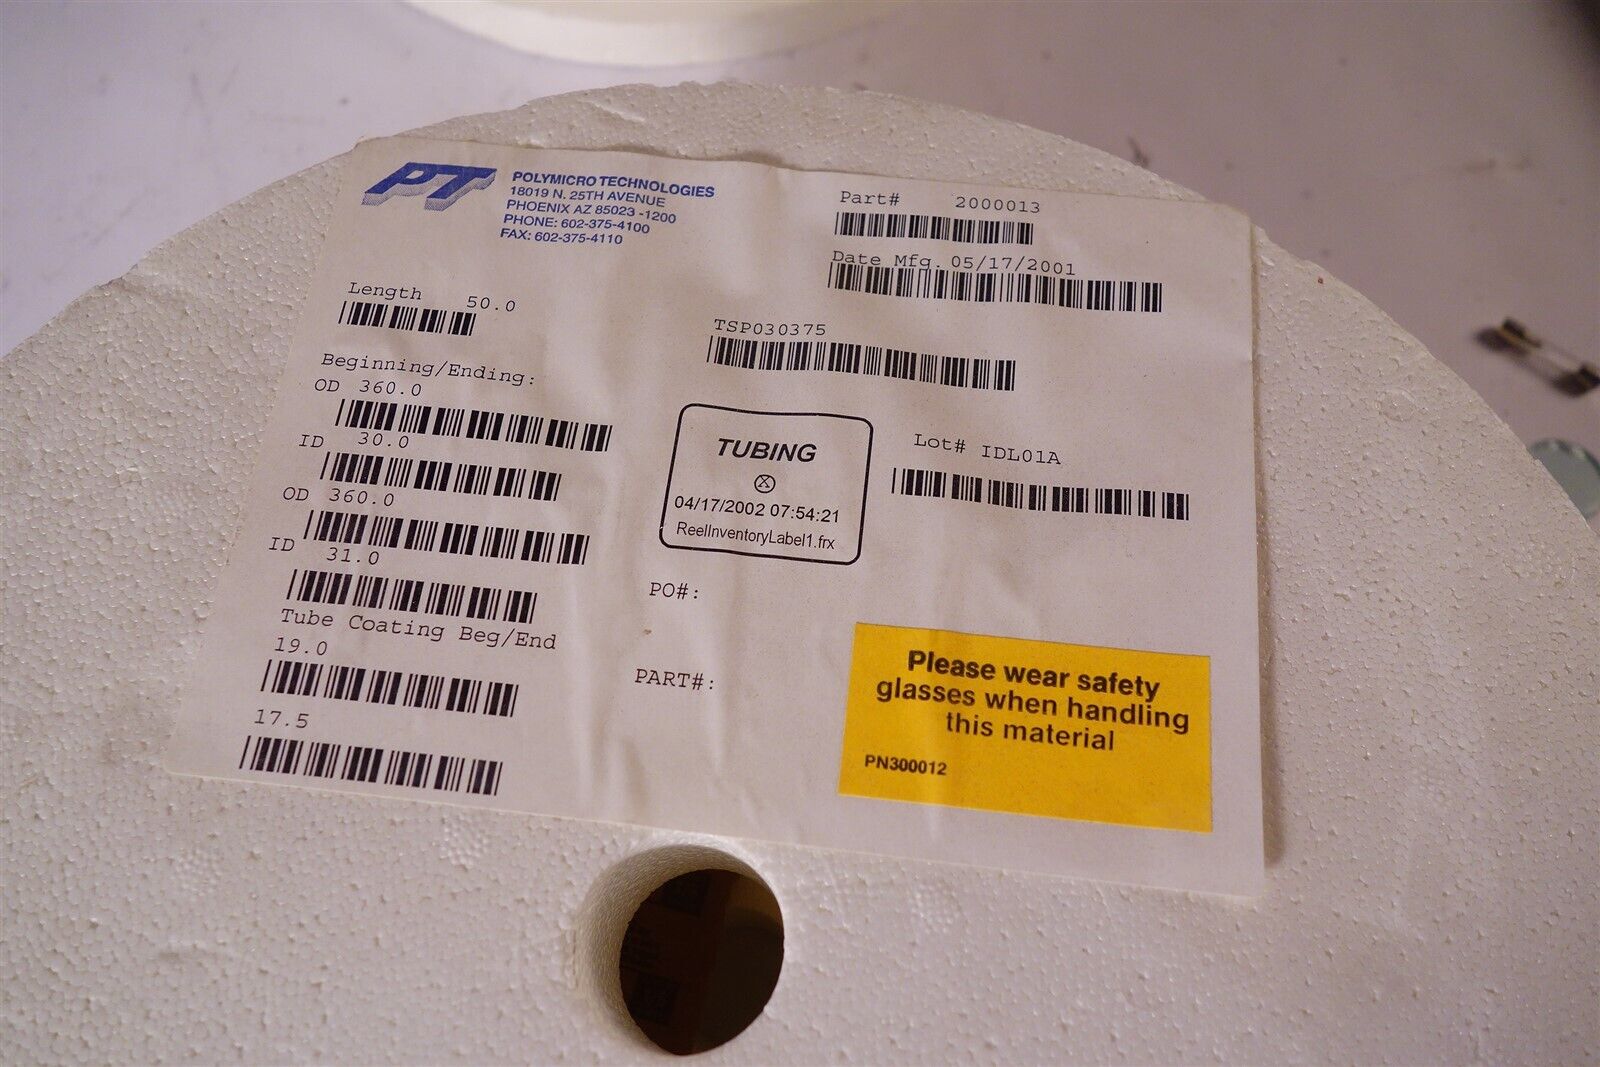 PT
POLYMICRO TECHNOLOGIES
18019 N. 25TH AVENUE
PHOENIX AZ 85023 -1200
PHONE: 602-375-4100
FAX: 602-375-4110
Part# 2000013
Date Mfg. 05/17/2001
Length 50.0
TSP030375
Beginning/Ending:
OD 360.0
ID 30.0
OD 360.0
ID 31.0
Tube Coating Beg/End
19.0
17.5
TUBING
X
04/17/2002 07:54:21
ReelInventoryLabel1.frx
Lot# IDL01A
PO#:
PART#:
Please wear safety
glasses when handling
this material
PN300012